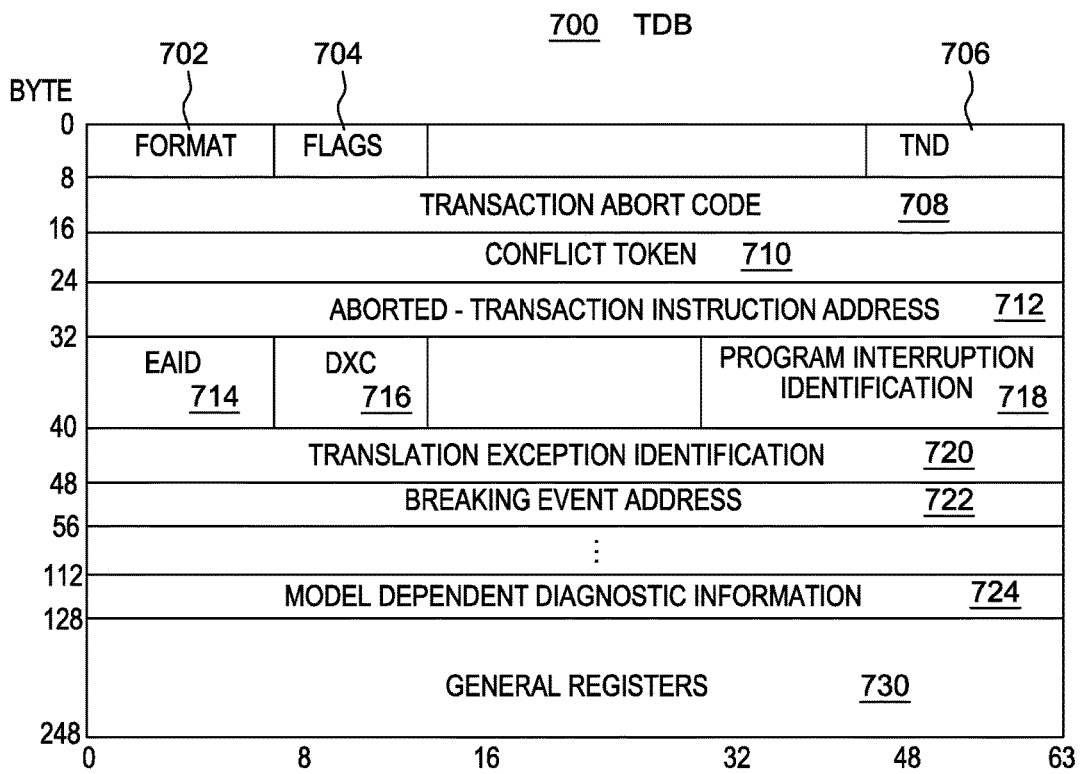 700 TDB
702 704 706
BYTE
0
FORMAT FLAGS TND
8
TRANSACTION ABORT CODE 708
16
CONFLICT TOKEN 710
24
ABORTED - TRANSACTION INSTRUCTION ADDRESS 712
32
EAID 714 DXC 716 PROGRAM INTERRUPTION IDENTIFICATION 718
40
TRANSLATION EXCEPTION IDENTIFICATION 720
48
BREAKING EVENT ADDRESS 722
56
⋮
112
MODEL DEPENDENT DIAGNOSTIC INFORMATION 724
128
GENERAL REGISTERS 730
248
0 8 16 32 48 63